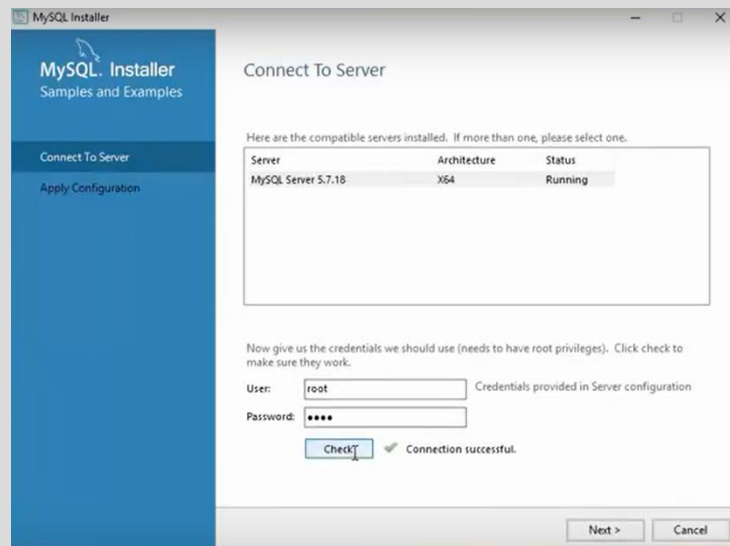 MySQL Installer
MySQL. Installer
Samples and Examples
Connect To Server
Apply Configuration
Connect To Server
Here are the compatible servers installed. If more than one, please select one.
Server Architecture Status
MySQL Server 5.7.18 X64 Running
Now give us the credentials we should use (needs to have root privileges). Click check to
make sure they work.
User: root Credentials provided in Server configuration
Password: ••••
Check Connection successful.
Next > Cancel